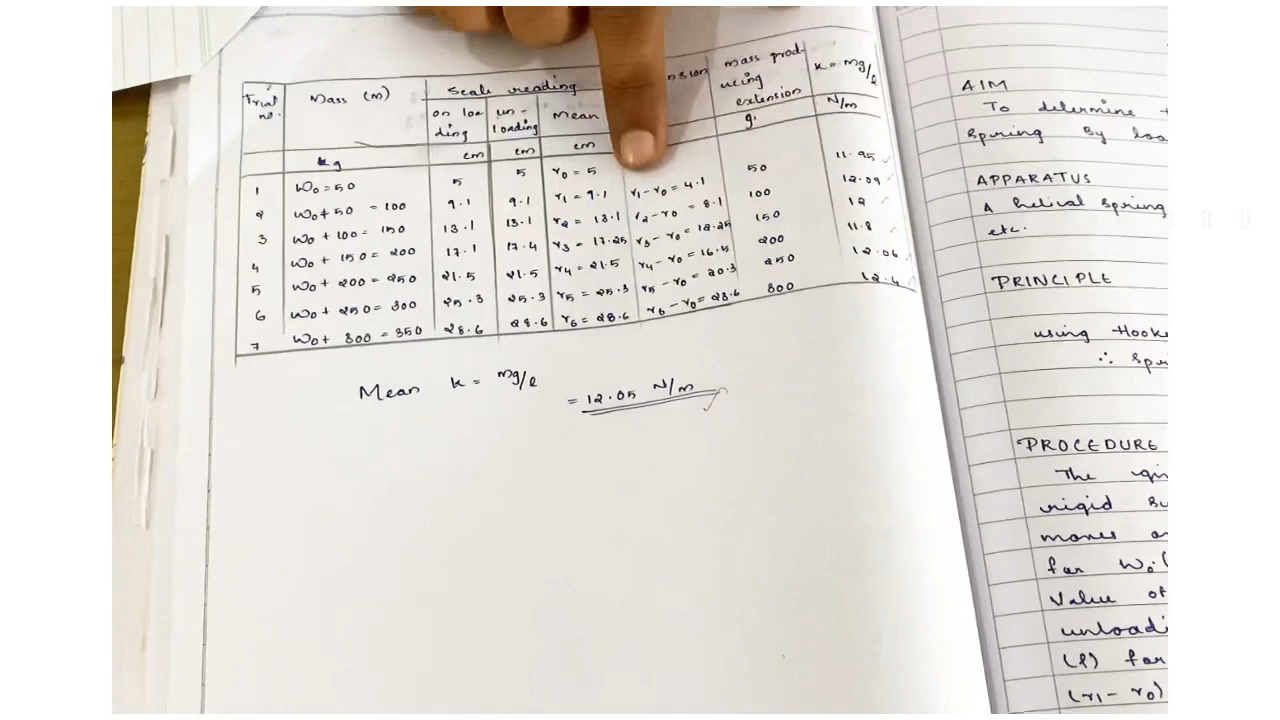 Trial no. Mass (m) Scale reading mass producing extension k = mg/l
on loading un-loading Mean
kg cm cm cm g. N/m
1 W0 = 50 5 5 r0 = 5
2 W0 + 50 = 100 9.1 9.1 r1 = 9.1 r1 - r0 = 4.1 50 11.95
3 W0 + 100 = 150 13.1 13.1 r2 = 13.1 r2 - r0 = 8.1 100 12.09
4 W0 + 150 = 200 17.1 17.4 r3 = 17.25 r3 - r0 = 12.25 150 12
5 W0 + 200 = 250 21.5 21.5 r4 = 21.5 r4 - r0 = 16.5 200 11.8
6 W0 + 250 = 300 25.3 25.3 r5 = 25.3 r5 - r0 = 20.3 250 12.06
7 W0 + 300 = 350 28.6 28.6 r6 = 28.6 r6 - r0 = 23.6 300 12.4
Mean k = mg/l
= 12.05 N/m
AIM
To determine
spring By loa
APPARATUS
A helical spring
etc.
PRINCIPLE
using Hooke
∴ Spri
PROCEDURE
The gi
rigid su
moves
for W0
Value of
unloadi
(l) for
(r1 - r0)